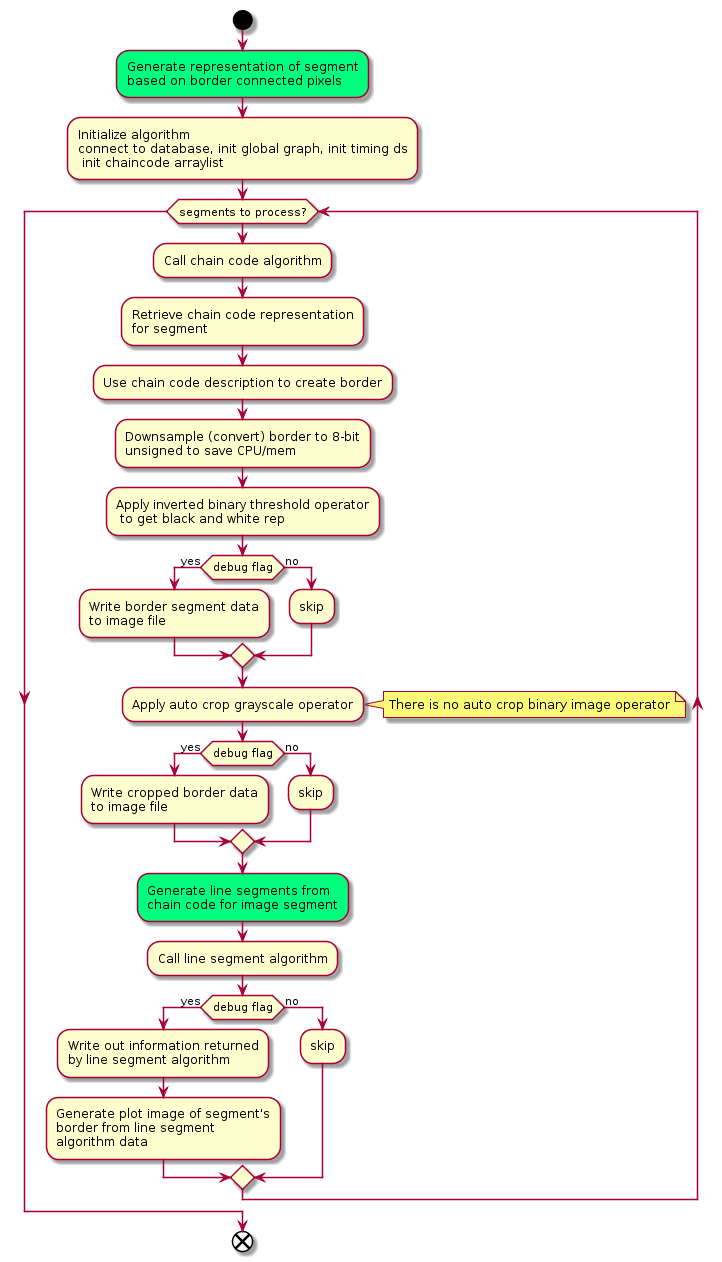 Generate representation of segment
based on border connected pixels
Initialize algorithm
connect to database, init global graph, init timing ds
init chaincode arraylist
segments to process?
Call chain code algorithm
Retrieve chain code representation
for segment
Use chain code description to create border
Downsample (convert) border to 8-bit
unsigned to save CPU/mem
Apply inverted binary threshold operator
to get black and white rep
yes
debug flag
no
Write border segment data
to image file
skip
Apply auto crop grayscale operator
There is no auto crop binary image operator
yes
debug flag
no
Write cropped border data
to image file
skip
Generate line segments from
chain code for image segment
Call line segment algorithm
yes
debug flag
no
Write out information returned
by line segment algorithm
skip
Generate plot image of segment's
border from line segment
algorithm data